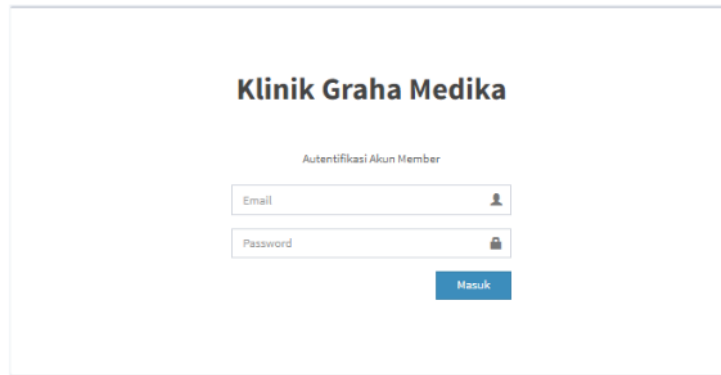 Klinik Graha Medika
Autentifikasi Akun Member
Email
Password
Masuk